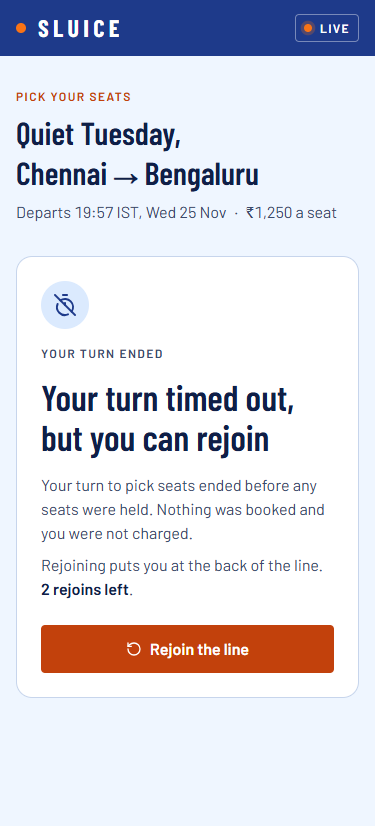 SLUICE
LIVE
PICK YOUR SEATS
Quiet Tuesday,
Chennai → Bengaluru
Departs 19:57 IST, Wed 25 Nov · ₹1,250 a seat
YOUR TURN ENDED
Your turn timed out,
but you can rejoin
Your turn to pick seats ended before any
seats were held. Nothing was booked and
you were not charged.
Rejoining puts you at the back of the line.
2 rejoins left.
Rejoin the line